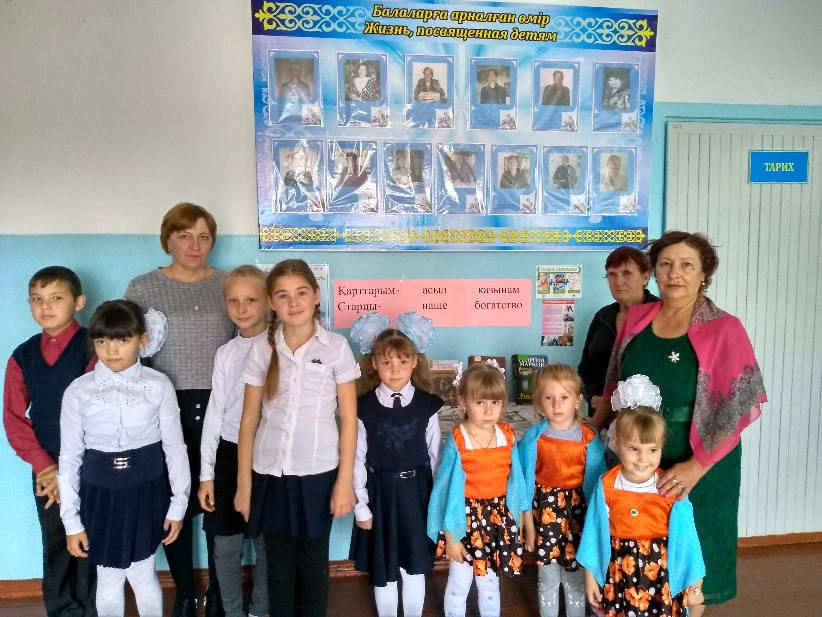 Балаларға арналған өмір
Жизнь, посвященная детям
ТАРИХ
Қарттарым- асыл қазынам
Старцы- наше богатство